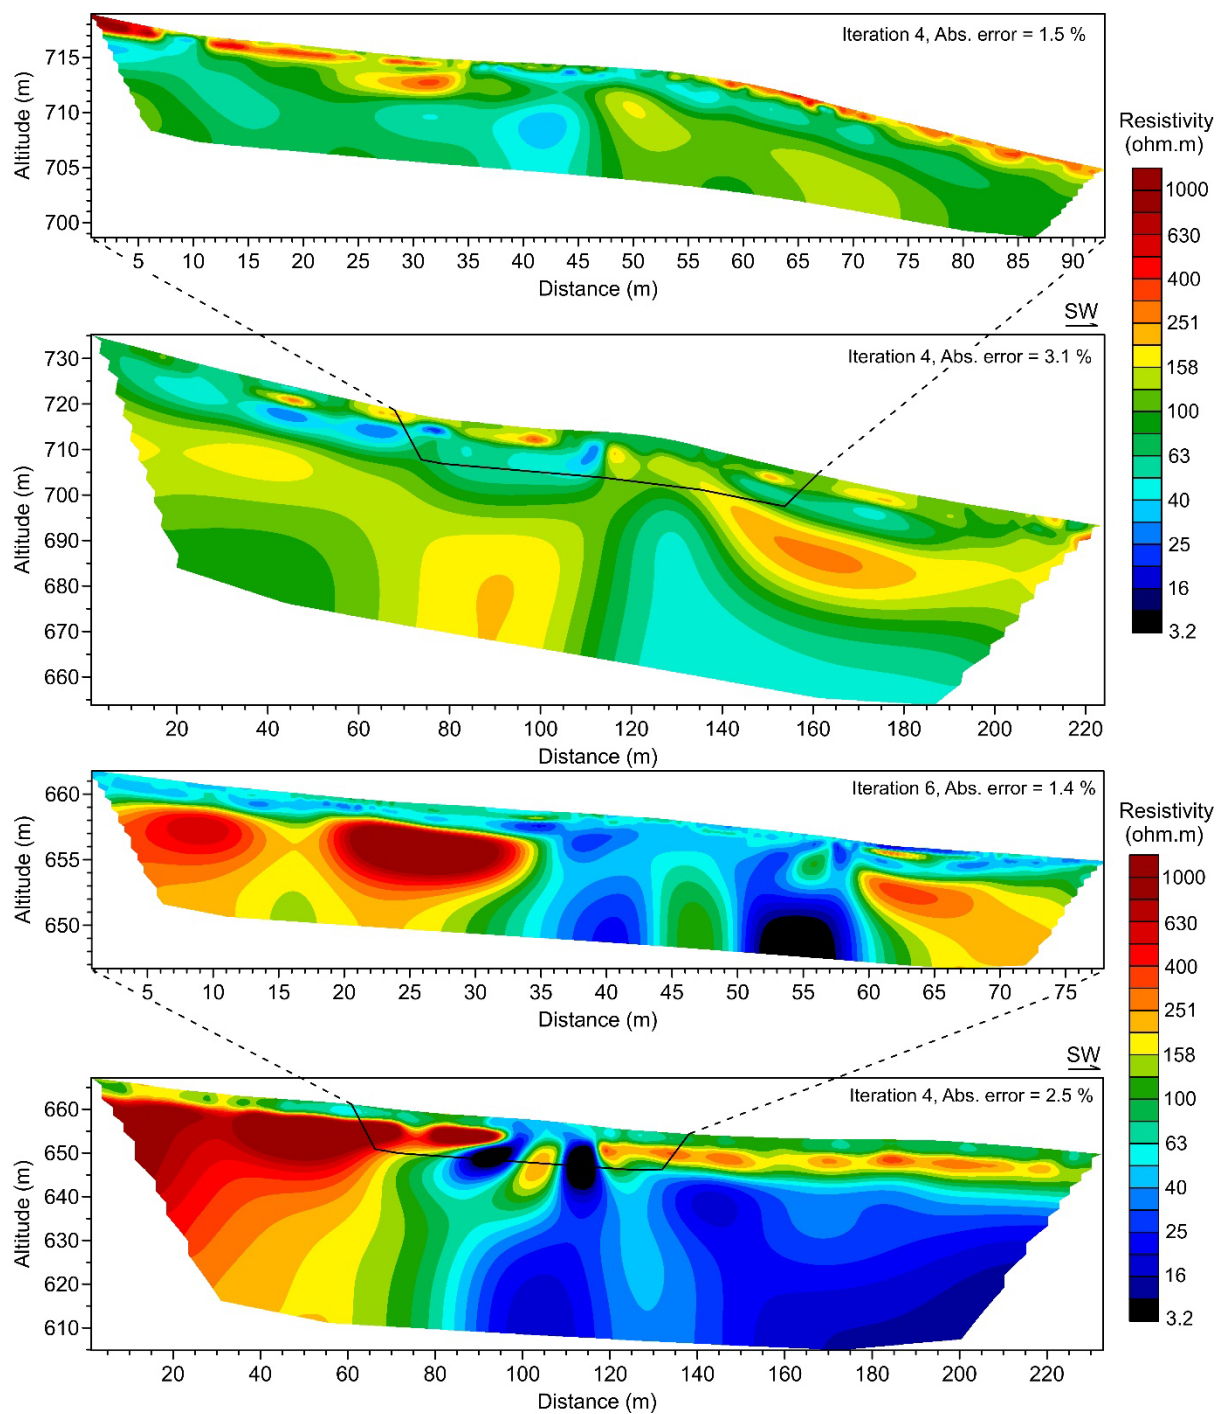 Iteration 4, Abs. error = 1.5 %
Altitude (m)
715
710
705
700
5 10 15 20 25 30 35 40 45 50 55 60 65 70 75 80 85 90
Distance (m)
Resistivity
(ohm.m)
1000
630
400
251
158
100
63
40
25
16
3.2
SW
Iteration 4, Abs. error = 3.1 %
Altitude (m)
730
720
710
700
690
680
670
660
20 40 60 80 100 120 140 160 180 200 220
Distance (m)
Iteration 6, Abs. error = 1.4 %
Altitude (m)
660
655
650
5 10 15 20 25 30 35 40 45 50 55 60 65 70 75
Distance (m)
Resistivity
(ohm.m)
1000
630
400
251
158
100
63
40
25
16
3.2
SW
Iteration 4, Abs. error = 2.5 %
Altitude (m)
660
650
640
630
620
610
20 40 60 80 100 120 140 160 180 200 220
Distance (m)